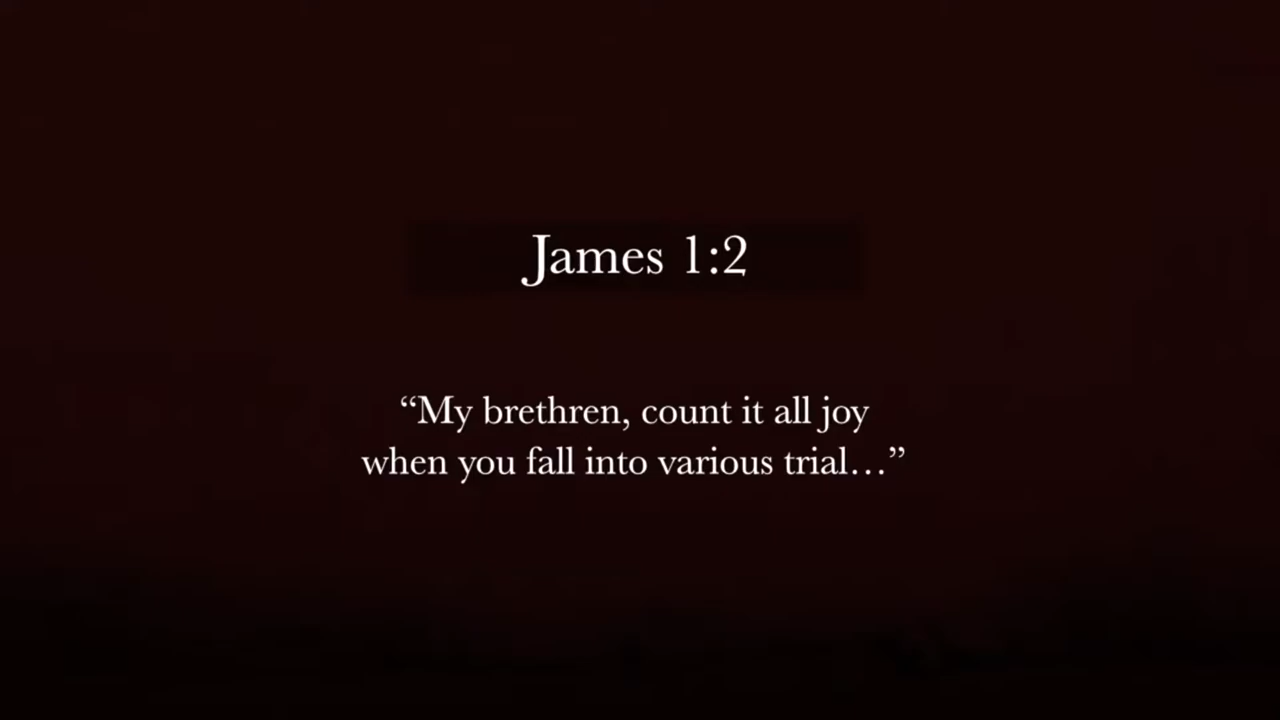 James 1:2
“My brethren, count it all joy
when you fall into various trial…”